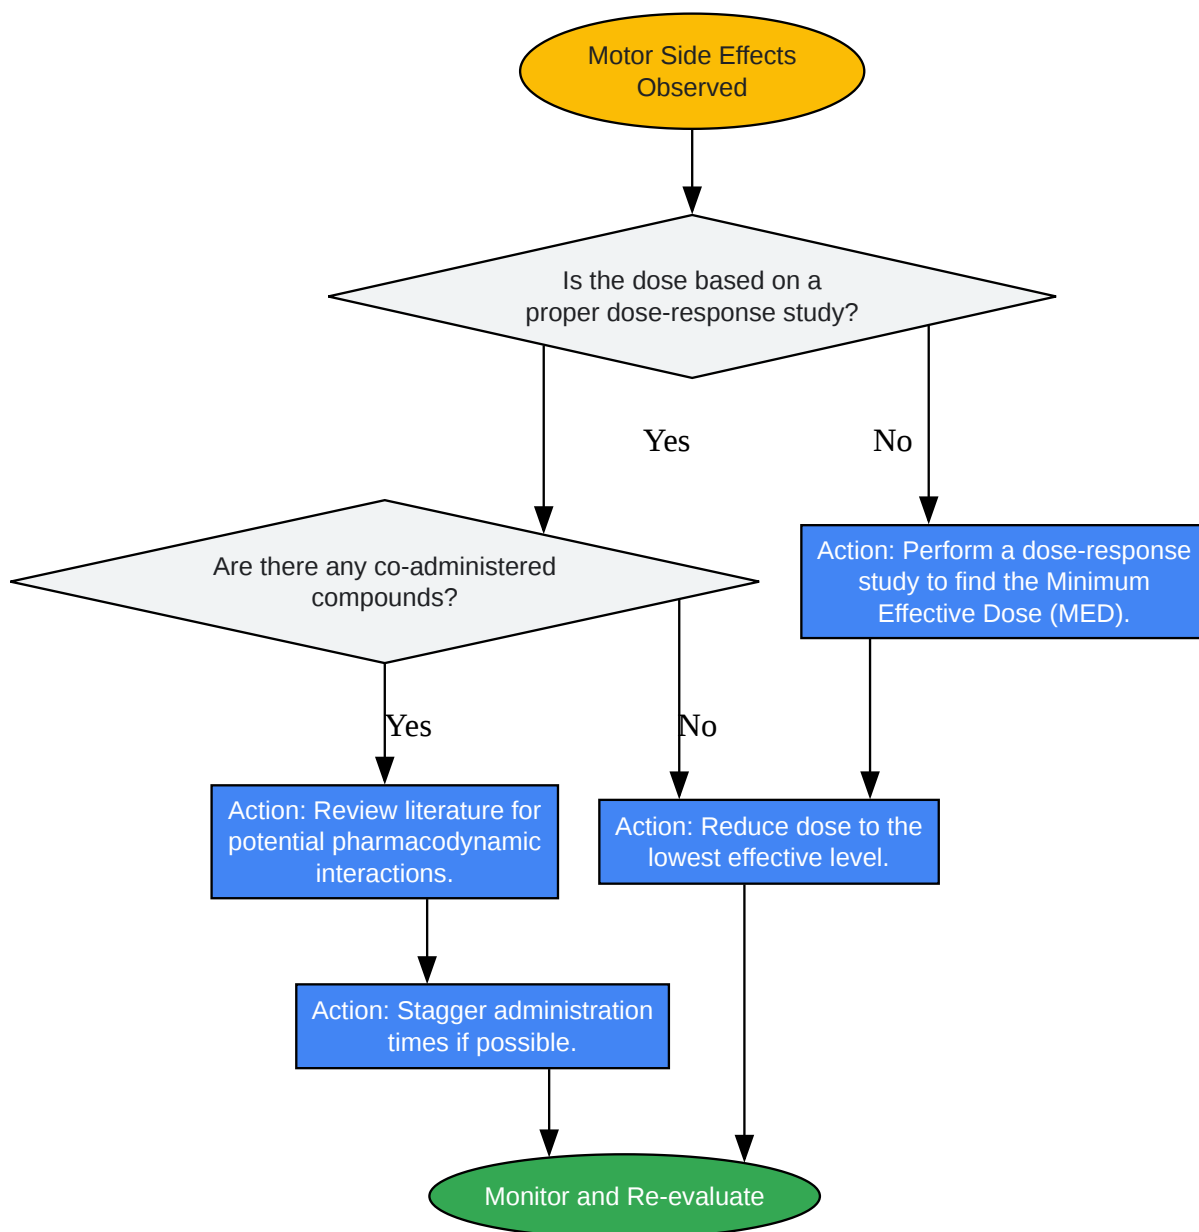 Motor Side Effects
Observed
Is the dose based on a
proper dose-response study?
Yes
No
Are there any co-administered
compounds?
Action: Perform a dose-response
study to find the Minimum
Effective Dose (MED).
Yes
No
Action: Review literature for
potential pharmacodynamic
interactions.
Action: Reduce dose to the
lowest effective level.
Action: Stagger administration
times if possible.
Monitor and Re-evaluate